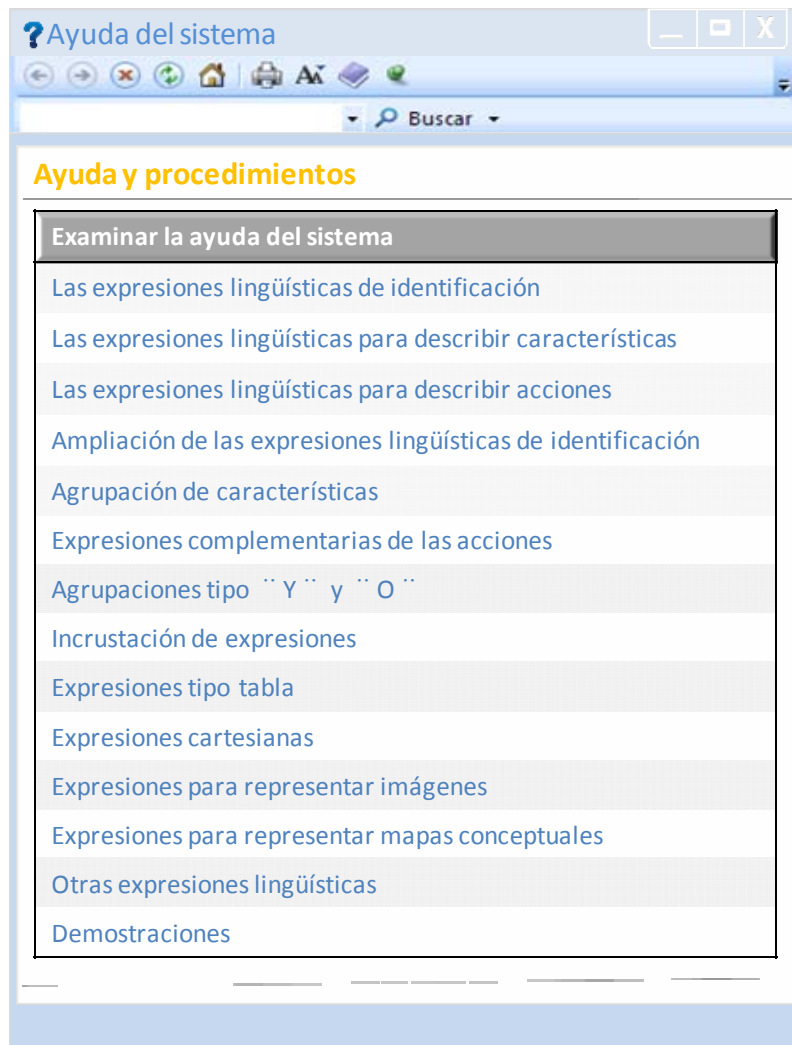 ?Ayuda del sistema
X
Buscar
Ayuda y procedimientos
Examinar la ayuda del sistema
Las expresiones lingüísticas de identificación
Las expresiones lingüísticas para describir características
Las expresiones lingüísticas para describir acciones
Ampliación de las expresiones lingüísticas de identificación
Agrupación de características
Expresiones complementarias de las acciones
Agrupaciones tipo ¨ Y ¨ y ¨ O ¨
Incrustación de expresiones
Expresiones tipo tabla
Expresiones cartesianas
Expresiones para representar imágenes
Expresiones para representar mapas conceptuales
Otras expresiones lingüísticas
Demostraciones